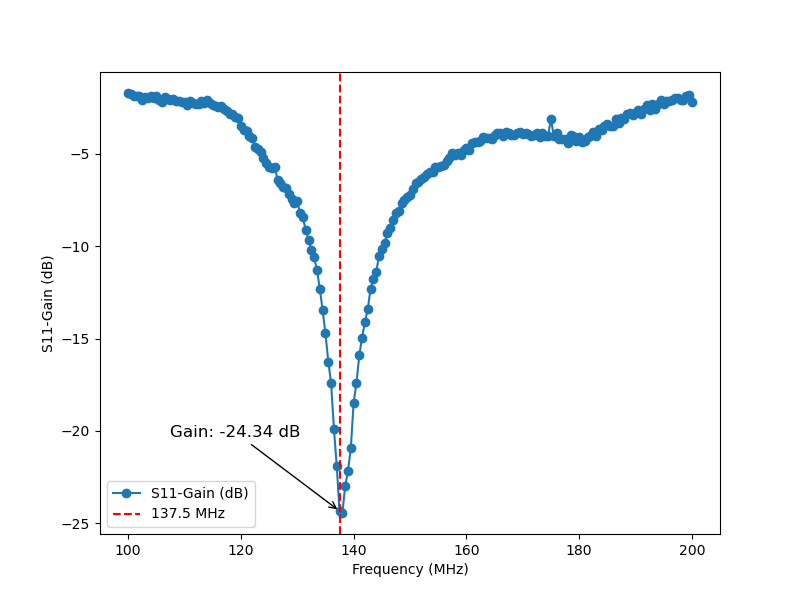 S11-Gain (dB)
−5
−10
−15
−20
−25
Gain: -24.34 dB
S11-Gain (dB)
137.5 MHz
100
120
140
160
180
200
Frequency (MHz)